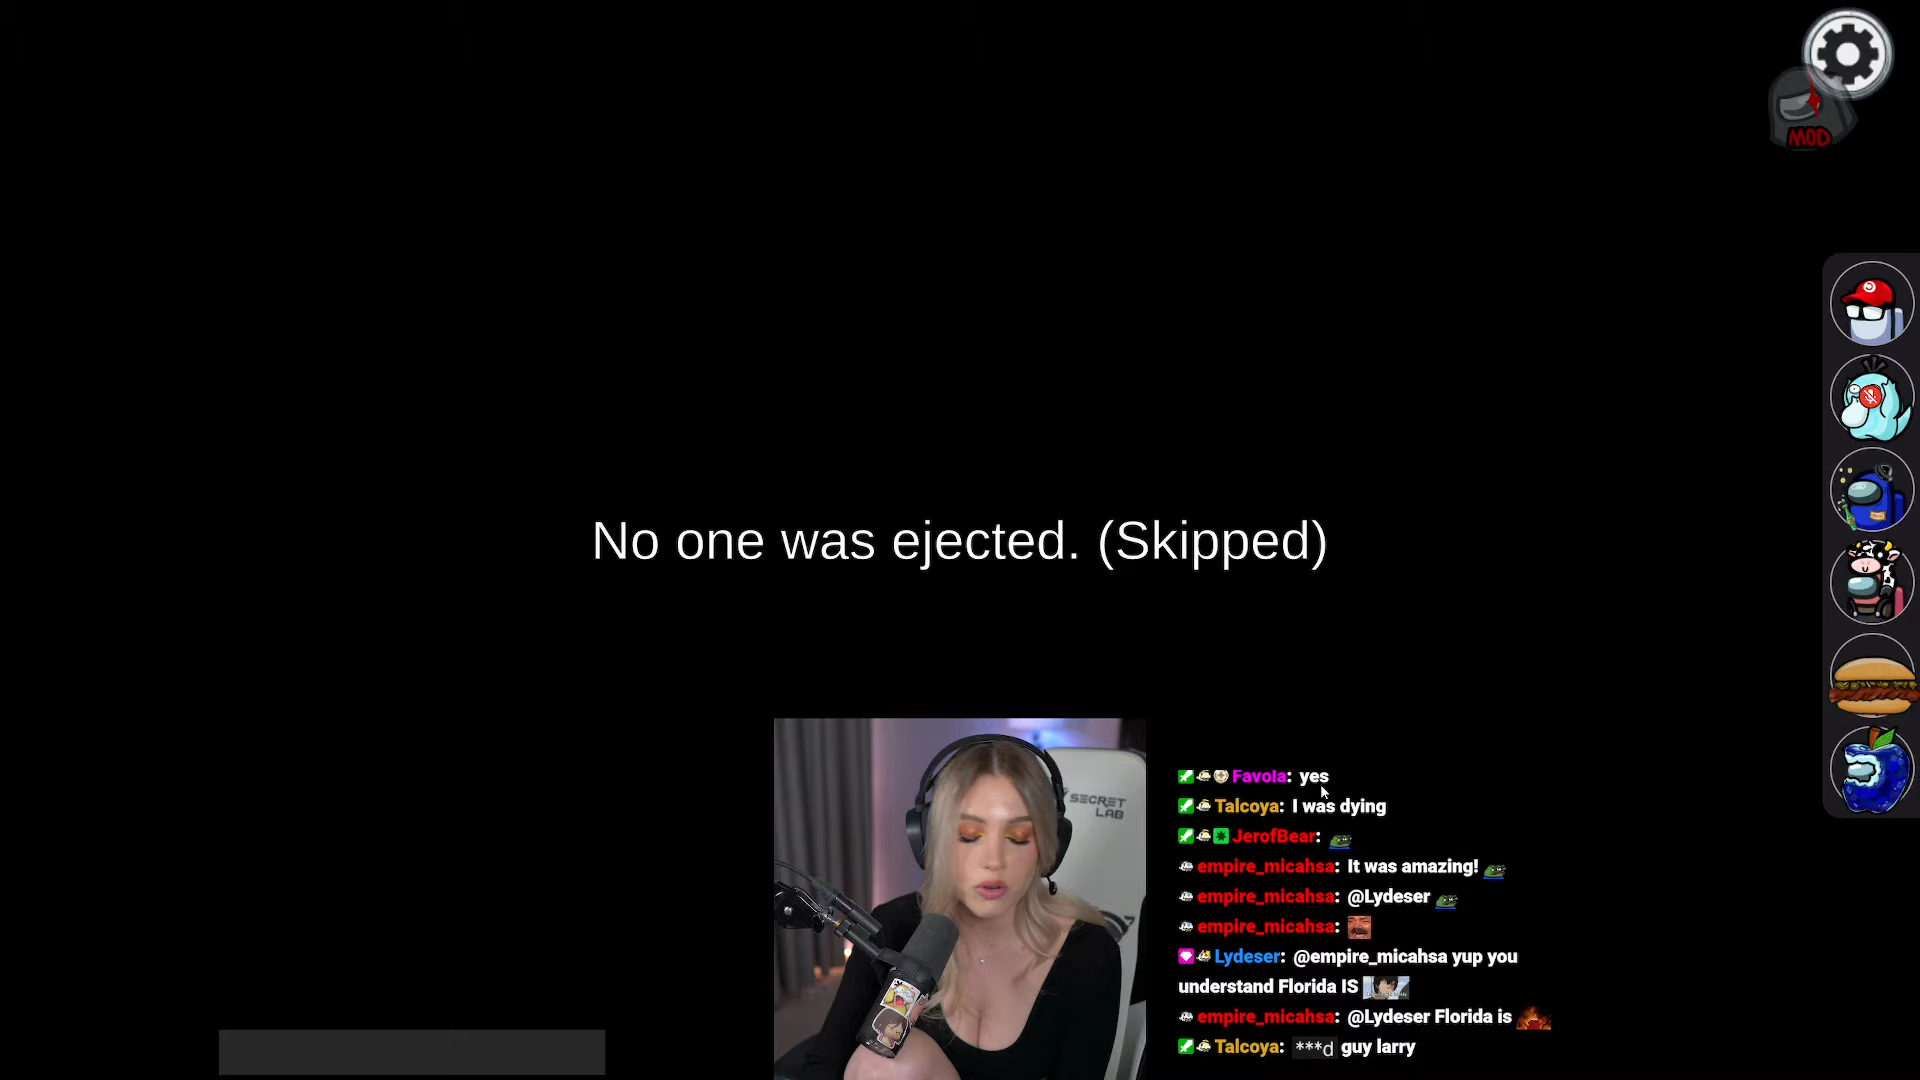 MOD
No one was ejected. (Skipped)
SECRET
LAB
Favola: yes
Talcoya: I was dying
JerofBear:
empire_micahsa: It was amazing!
empire_micahsa: @Lydeser
empire_micahsa:
Lydeser: @empire_micahsa yup you
understand Florida IS
empire_micahsa: @Lydeser Florida is
Talcoya: ***d guy larry